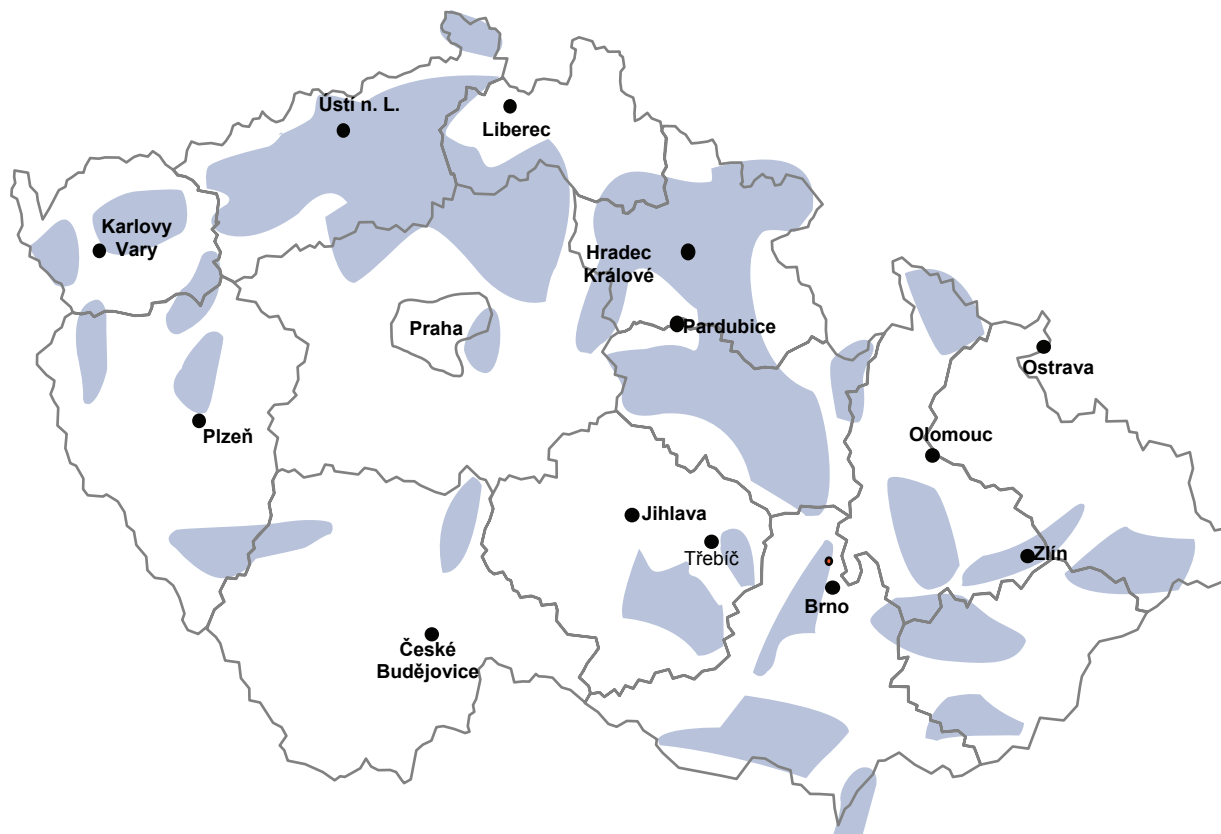 Ústí n. L.
Liberec
Karlovy
Vary
Hradec
Králové
Praha
Pardubice
Ostrava
Plzeň
Olomouc
Jihlava
Třebíč
Zlín
Brno
České
Budějovice